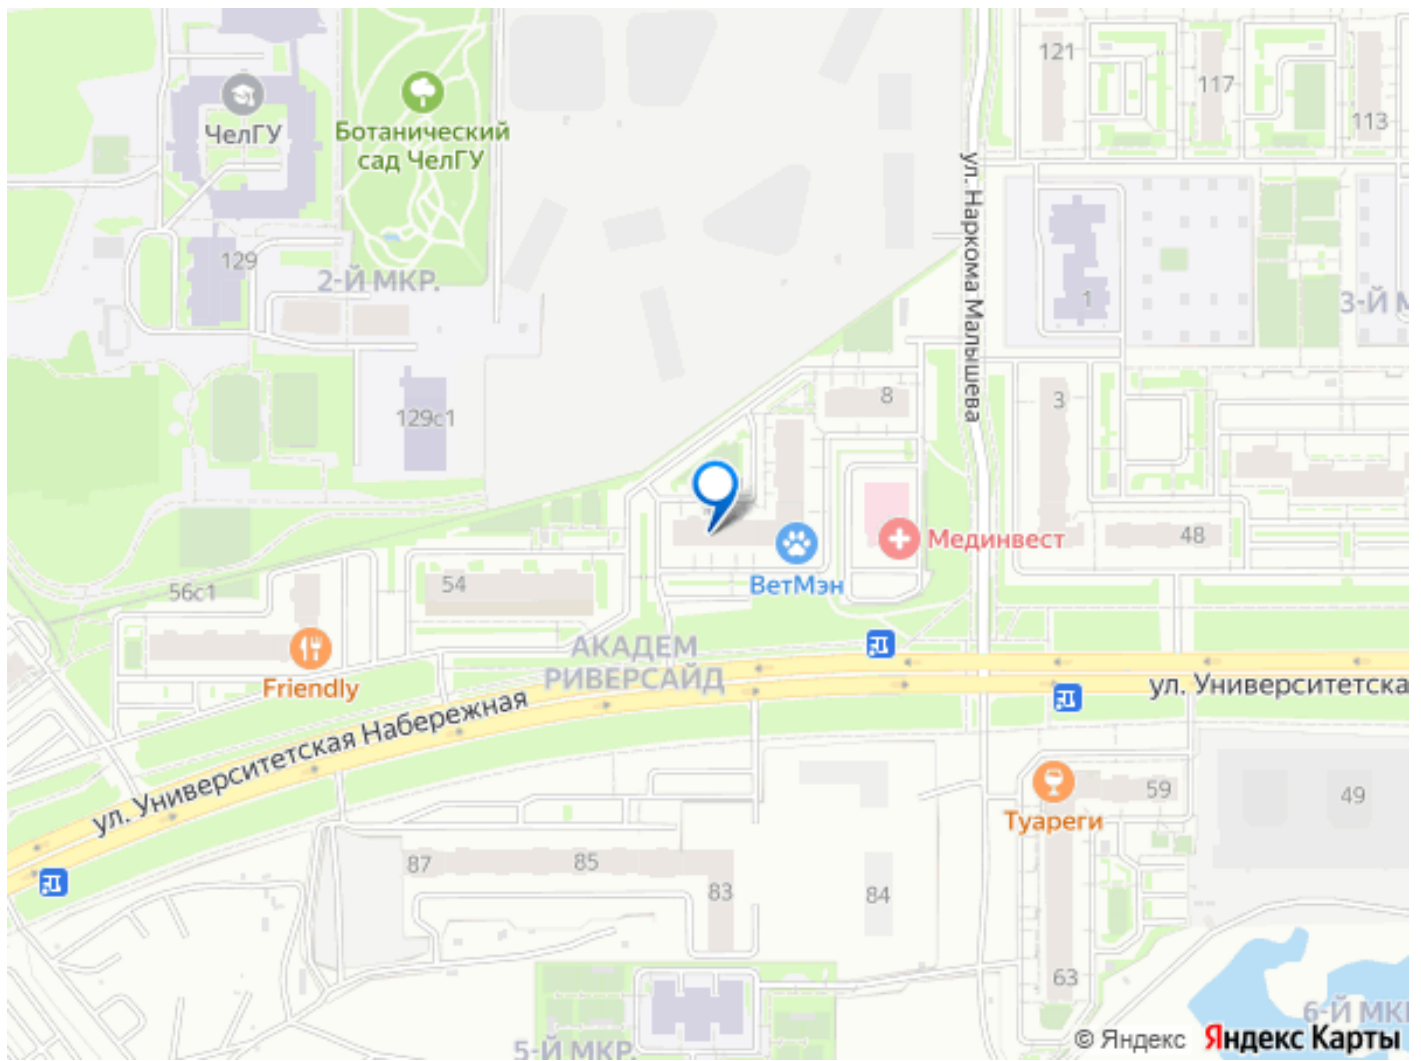 121
117
113
ЧелГУ
Ботанический
сад ЧелГУ
ул. Наркома Малышева
129
2-Й МКР.
1
3-Й М
129с1
8
3
48
Мединвест
ВетМэн
54
56с1
Friendly
АКАДЕМ
РИВЕРСАЙД
ул. Университетская Набережная
ул. Университетска
59
49
Туареги
87
85
83
84
63
6-Й МКР
5-Й МКР.
© Яндекс Яндекс Карты